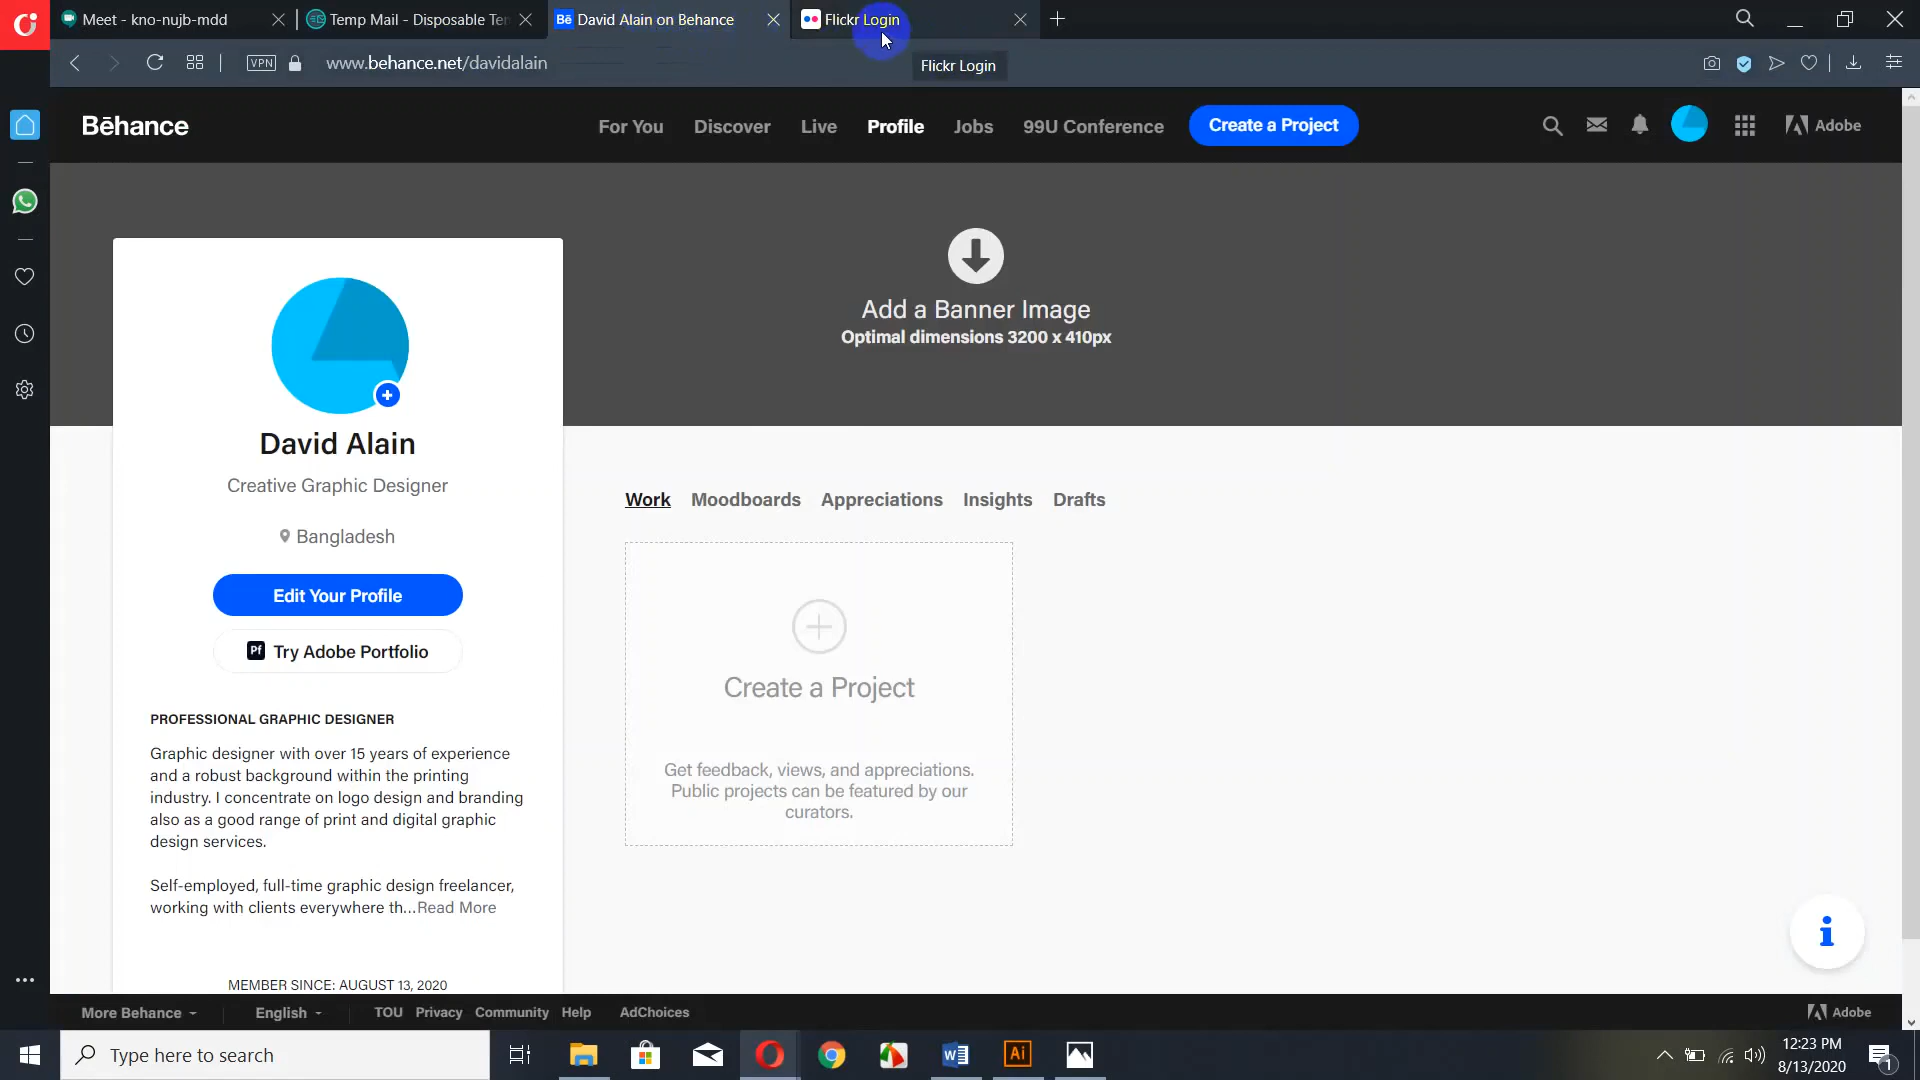 Meet - kno-nujb-mdd
Temp Mail - Disposable Te
Bē David Alain on Behance
Flickr Login
VPN
www.behance.net/davidalain
Flickr Login
Bēhance
For You
Discover
Live
Profile
Jobs
99U Conference
Create a Project
Adobe
Add a Banner Image
Optimal dimensions 3200 x 410px
David Alain
Creative Graphic Designer
Bangladesh
Edit Your Profile
Pf Try Adobe Portfolio
PROFESSIONAL GRAPHIC DESIGNER
Graphic designer with over 15 years of experience
and a robust background within the printing
industry. I concentrate on logo design and branding
also as a good range of print and digital graphic
design services.
Self-employed, full-time graphic design freelancer,
working with clients everywhere th...Read More
MEMBER SINCE: AUGUST 13, 2020
Work
Moodboards
Appreciations
Insights
Drafts
Create a Project
Get feedback, views, and appreciations.
Public projects can be featured by our
curators.
More Behance
English
TOU
Privacy
Community
Help
AdChoices
Adobe
Type here to search
Ai
12:23 PM
8/13/2020
1